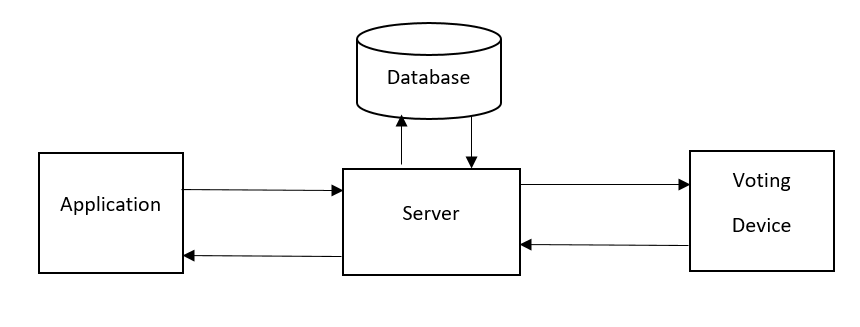 Database
Application
Server
Voting
Device